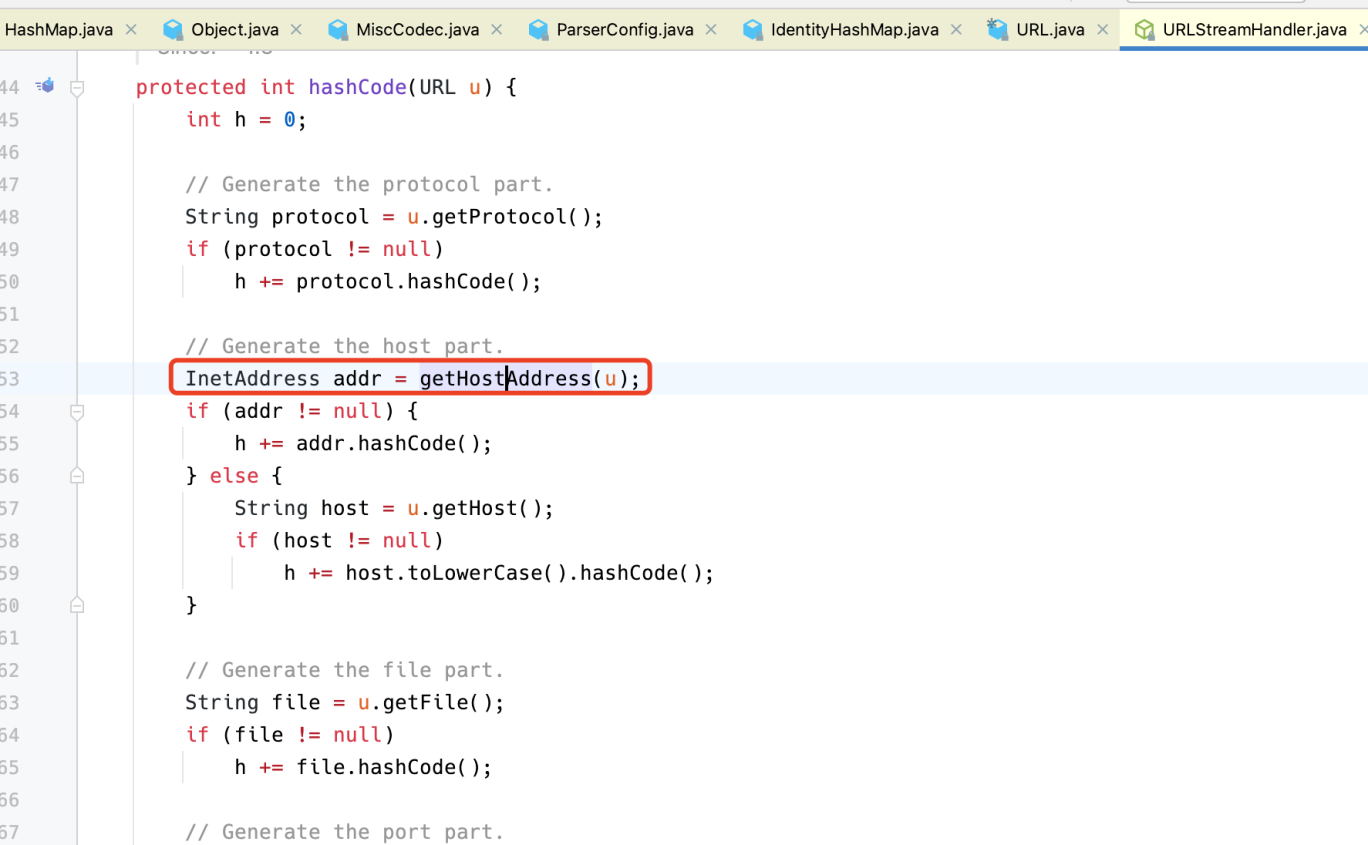 HashMap.java Object.java MiscCodec.java ParserConfig.java IdentityHashMap.java URL.java URLStreamHandler.java
44 protected int hashCode(URL u) {
45 int h = 0;
46
47 // Generate the protocol part.
48 String protocol = u.getProtocol();
49 if (protocol != null)
50 h += protocol.hashCode();
51
52 // Generate the host part.
53 InetAddress addr = getHostAddress(u);
54 if (addr != null) {
55 h += addr.hashCode();
56 } else {
57 String host = u.getHost();
58 if (host != null)
59 h += host.toLowerCase().hashCode();
60 }
61
62 // Generate the file part.
63 String file = u.getFile();
64 if (file != null)
65 h += file.hashCode();
66
67 // Generate the port part.